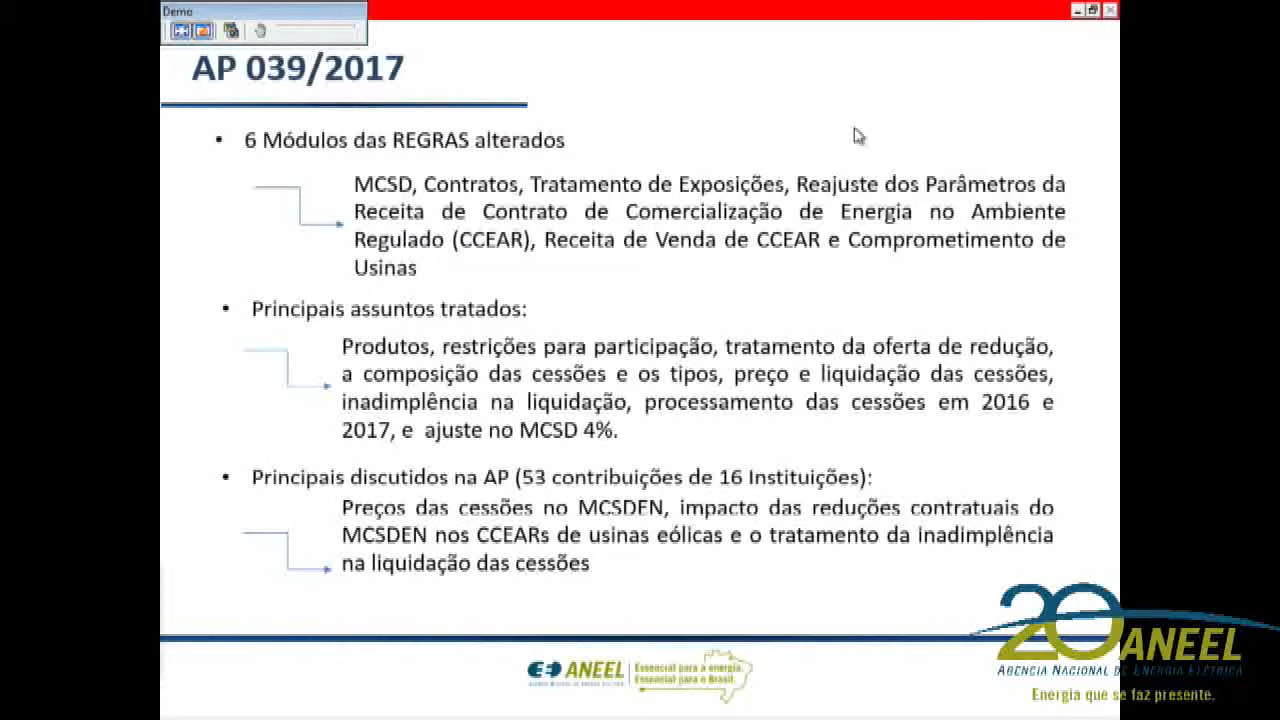 Demo
AP 039/2017
• 6 Módulos das REGRAS alterados
MCSD, Contratos, Tratamento de Exposições, Reajuste dos Parâmetros da
Receita de Contrato de Comercialização de Energia no Ambiente
Regulado (CCEAR), Receita de Venda de CCEAR e Comprometimento de
Usinas
• Principais assuntos tratados:
Produtos, restrições para participação, tratamento da oferta de redução,
a composição das cessões e os tipos, preço e liquidação das cessões,
inadimplência na liquidação, processamento das cessões em 2016 e
2017, e ajuste no MCSD 4%.
• Principais discutidos na AP (53 contribuições de 16 Instituições):
Preços das cessões no MCSDEN, impacto das reduções contratuais do
MCSDEN nos CCEARs de usinas eólicas e o tratamento da inadimplência
na liquidação das cessões
20 ANEEL
AGÊNCIA NACIONAL DE ENERGIA ELÉTRICA
Energia que se faz presente.
ANEEL
AGÊNCIA NACIONAL DE ENERGIA ELÉTRICA
Essencial para a energia.
Essencial para o Brasil.